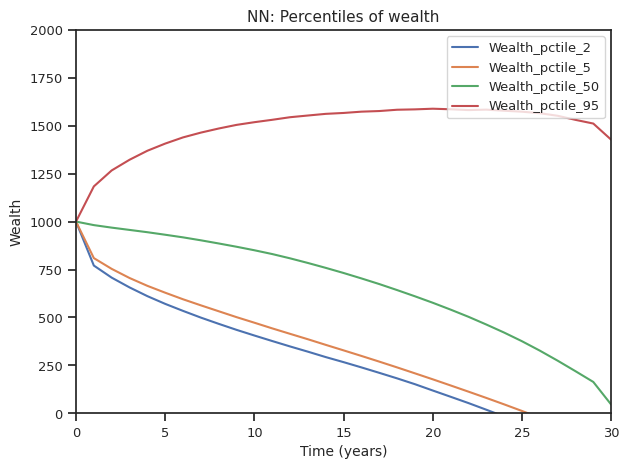 NN: Percentiles of wealth
Wealth_pctile_2
Wealth_pctile_5
Wealth_pctile_50
Wealth_pctile_95
Wealth
2000
1750
1500
1250
1000
750
500
250
0
0 5 10 15 20 25 30
Time (years)